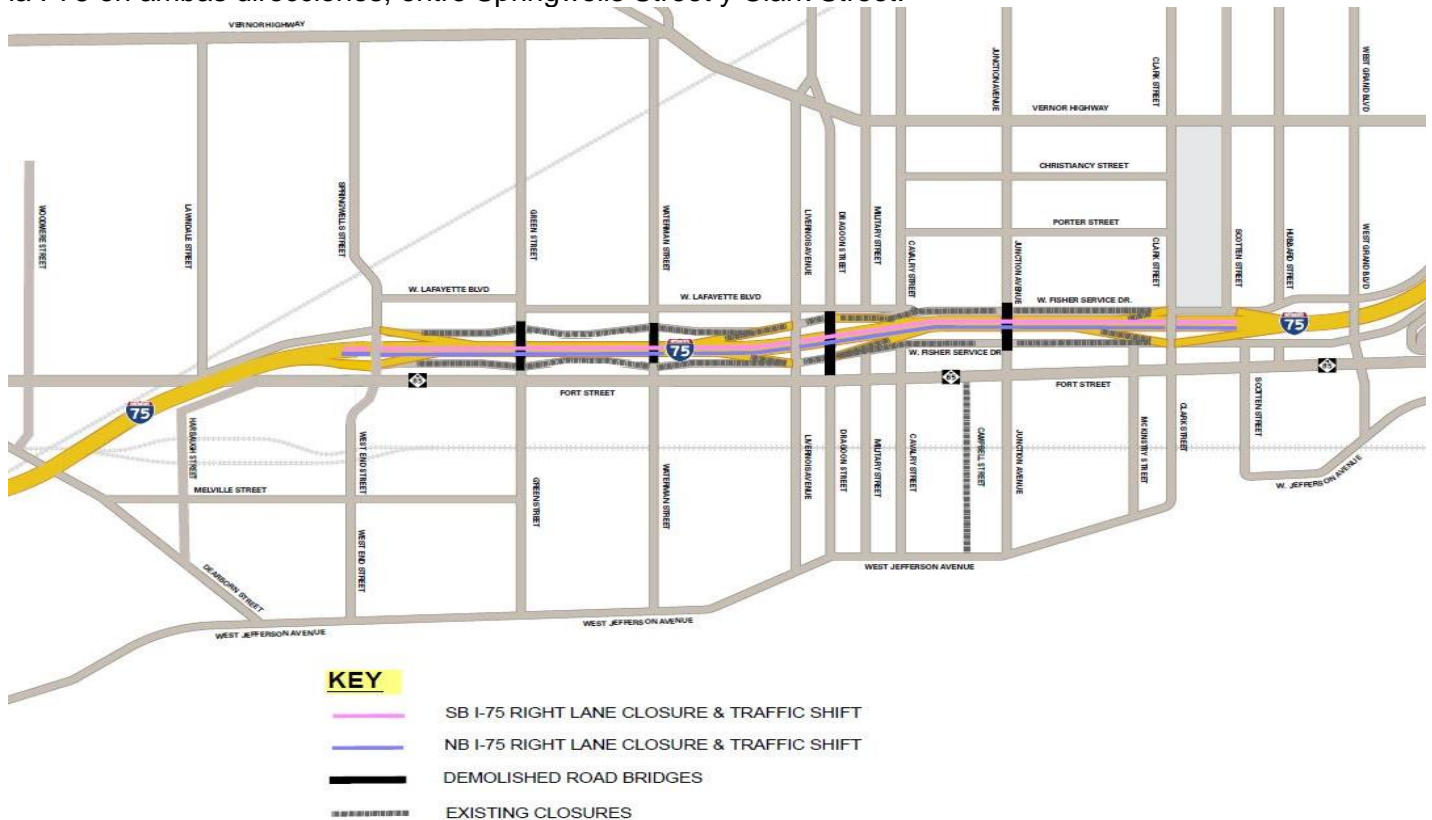 la I-75 en ambas direcciones, entre Springwells Street y Clark Street.
VERNOR HIGHWAY
JUNCTION AVENUE
CLARK STREET
WEST GRAND BLVD
VERNOR HIGHWAY
CHRISTIANCY STREET
PORTER STREET
WOODMERE STREET
LAWNDALE STREET
SPRINGWELLS STREET
GREEN STREET
WATERMAN STREET
LIVERNOIS AVENUE
DRAGOON STREET
MILITARY STREET
CAVALRY STREET
JUNCTION AVENUE
CLARK STREET
SCOTTEN STREET
HUBBARD STREET
WEST GRAND BLVD
W. LAFAYETTE BLVD
W. LAFAYETTE BLVD
W. FISHER SERVICE DR.
75
75
W. FISHER SERVICE DR
85
85
85
FORT STREET
FORT STREET
75
HARBAUGH STREET
WEST END STREET
GREEN STREET
WATERMAN STREET
LIVERNOIS AVENUE
DRAGOON STREET
MILITARY STREET
CAVALRY STREET
CAMPBELL STREET
JUNCTION AVENUE
MCKINSTRY STREET
CLARK STREET
SCOTTEN STREET
W. JEFFERSON AVENUE
MELVILLE STREET
WEST END STREET
DEARBORN STREET
WEST JEFFERSON AVENUE
WEST JEFFERSON AVENUE
WEST JEFFERSON AVENUE
KEY
SB I-75 RIGHT LANE CLOSURE & TRAFFIC SHIFT
NB I-75 RIGHT LANE CLOSURE & TRAFFIC SHIFT
DEMOLISHED ROAD BRIDGES
EXISTING CLOSURES